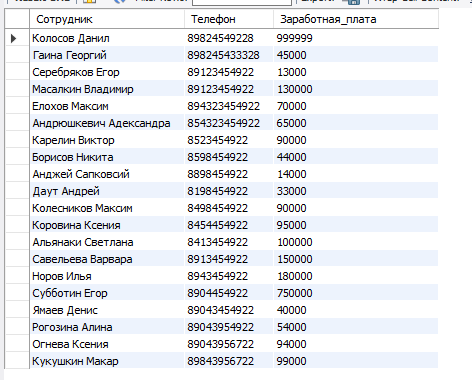 Сотрудник Телефон Заработная_плата
Колосов Данил 89824549228 999999
Гаина Георгий 898245433328 45000
Серебряков Егор 89123454922 13000
Масалкин Владимир 89123454922 130000
Елохов Максим 894323454922 70000
Андрюшкевич Адександра 854323454922 65000
Карелин Виктор 8523454922 90000
Борисов Никита 8598454922 44000
Анджей Сапковсий 8898454922 14000
Даут Андрей 8198454922 33000
Колесников Максим 8498454922 90000
Коровина Ксения 8454454922 95000
Альянаки Светлана 8413454922 100000
Савельева Варвара 8913454922 150000
Норов Илья 8943454922 180000
Субботин Егор 8904454922 750000
Ямаев Денис 89043454922 40000
Рогозина Алина 89043954922 54000
Огнева Ксения 89043956722 94000
Кукушкин Макар 89843956722 99000